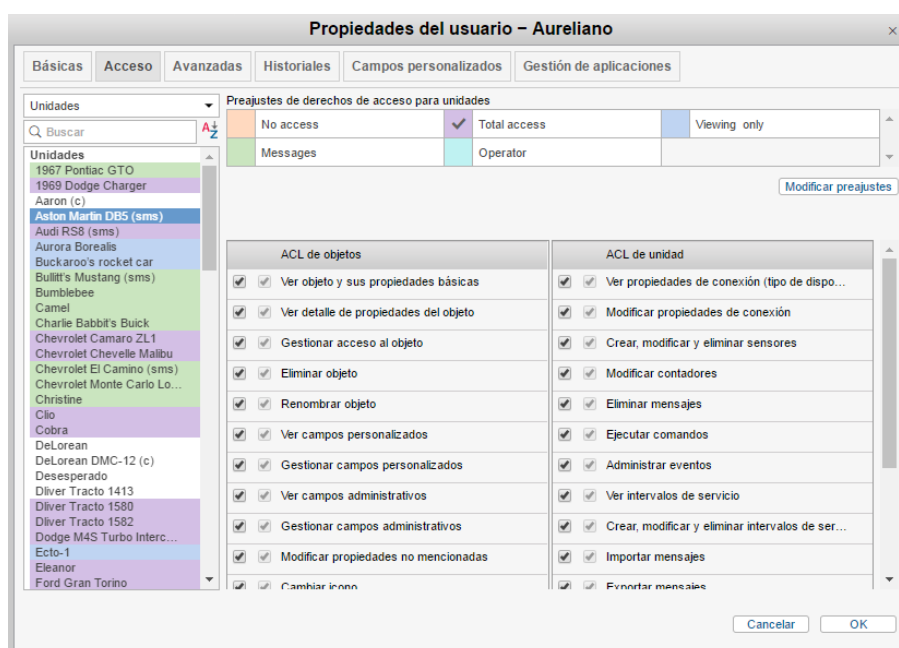 Propiedades del usuario – Aureliano
×
Básicas Acceso Avanzadas Historiales Campos personalizados Gestión de aplicaciones
Unidades
Buscar
Unidades
1967 Pontiac GTO
1969 Dodge Charger
Aaron (c)
Aston Martin DB5 (sms)
Audi RS8 (sms)
Aurora Borealis
Buckaroo's rocket car
Bullitt's Mustang (sms)
Bumblebee
Camel
Charlie Babbit's Buick
Chevrolet Camaro ZL1
Chevrolet Chevelle Malibu
Chevrolet El Camino (sms)
Chevrolet Monte Carlo Lo...
Christine
Clio
Cobra
DeLorean
DeLorean DMC-12 (c)
Desesperado
Dliver Tracto 1413
Dliver Tracto 1580
Dliver Tracto 1582
Dodge M4S Turbo Interc...
Ecto-1
Eleanor
Ford Gran Torino
Preajustes de derechos de acceso para unidades
No access Total access Viewing only
Messages Operator
Modificar preajustes
ACL de objetos
Ver objeto y sus propiedades básicas
Ver detalle de propiedades del objeto
Gestionar acceso al objeto
Eliminar objeto
Renombrar objeto
Ver campos personalizados
Gestionar campos personalizados
Ver campos administrativos
Gestionar campos administrativos
Modificar propiedades no mencionadas
Cambiar icono
ACL de unidad
Ver propiedades de conexión (tipo de dispo...
Modificar propiedades de conexión
Crear, modificar y eliminar sensores
Modificar contadores
Eliminar mensajes
Ejecutar comandos
Administrar eventos
Ver intervalos de servicio
Crear, modificar y eliminar intervalos de ser...
Importar mensajes
Exportar mensajes
Cancelar OK